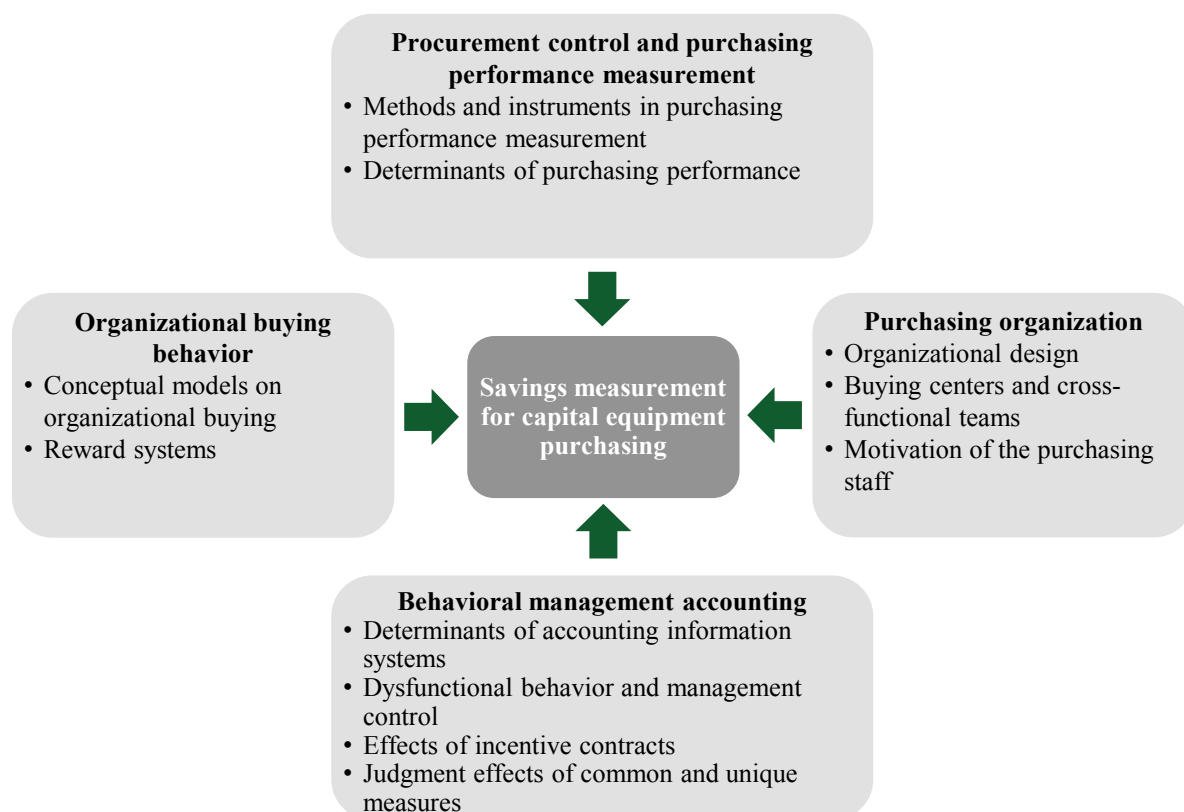 Procurement control and purchasing
performance measurement
• Methods and instruments in purchasing
performance measurement
• Determinants of purchasing performance
Organizational buying
behavior
• Conceptual models on
organizational buying
• Reward systems
Savings measurement
for capital equipment
purchasing
Purchasing organization
• Organizational design
• Buying centers and cross-
functional teams
• Motivation of the purchasing
staff
Behavioral management accounting
• Determinants of accounting information
systems
• Dysfunctional behavior and management
control
• Effects of incentive contracts
• Judgment effects of common and unique
measures